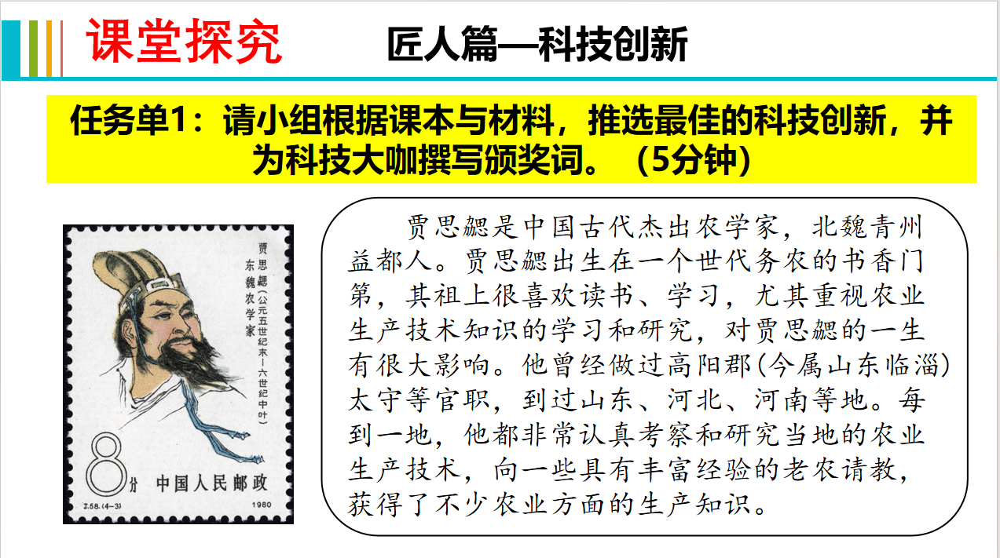 课堂探究
匠人篇—科技创新
任务单1：请小组根据课本与材料，推选最佳的科技创新，并
为科技大咖撰写颁奖词。（5分钟）
贾思勰(公元五世纪末—六世纪中叶)
东魏农学家
8分 中国人民邮政
J.58.(4-3) 1980
贾思勰是中国古代杰出农学家，北魏青州
益都人。贾思勰出生在一个世代务农的书香门
第，其祖上很喜欢读书、学习，尤其重视农业
生产技术知识的学习和研究，对贾思勰的一生
有很大影响。他曾经做过高阳郡(今属山东临淄)
太守等官职，到过山东、河北、河南等地。每
到一地，他都非常认真考察和研究当地的农业
生产技术，向一些具有丰富经验的老农请教，
获得了不少农业方面的生产知识。